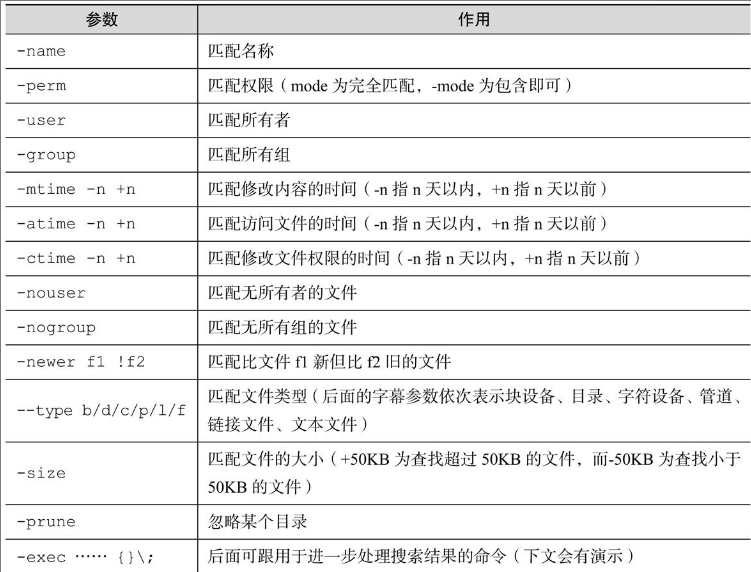 参数 作用
-name 匹配名称
-perm 匹配权限（mode 为完全匹配，-mode 为包含即可）
-user 匹配所有者
-group 匹配所有组
-mtime -n +n 匹配修改内容的时间（-n 指 n 天以内，+n 指 n 天以前）
-atime -n +n 匹配访问文件的时间（-n 指 n 天以内，+n 指 n 天以前）
-ctime -n +n 匹配修改文件权限的时间（-n 指 n 天以内，+n 指 n 天以前）
-nouser 匹配无所有者的文件
-nogroup 匹配无所有组的文件
-newer f1 !f2 匹配比文件 f1 新但比 f2 旧的文件
--type b/d/c/p/l/f 匹配文件类型（后面的字幕参数依次表示块设备、目录、字符设备、管道、
链接文件、文本文件）
-size 匹配文件的大小（+50KB 为查找超过 50KB 的文件，而-50KB 为查找小于
50KB 的文件）
-prune 忽略某个目录
-exec …… {}\; 后面可跟用于进一步处理搜索结果的命令（下文会有演示）